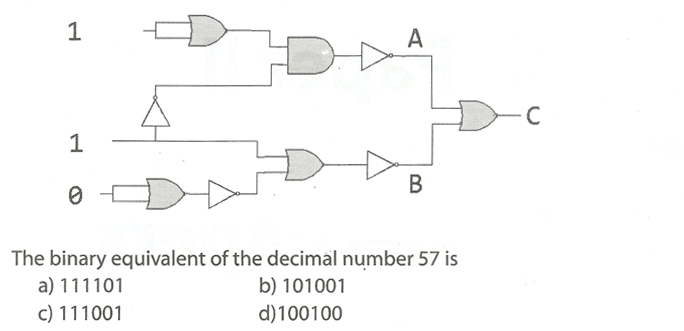 1
A
C
1
0
B
The binary equivalent of the decimal number 57 is
a) 111101 b) 101001
c) 111001 d)100100